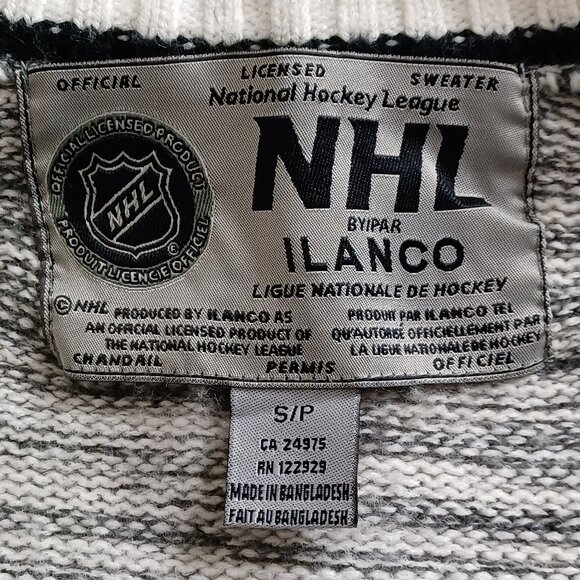 OFFICIAL LICENSED SWEATER
National Hockey League
OFFICIAL LICENSED PRODUCT
NHL
PRODUIT LICENCIÉ OFFICIEL
©
NHL
BY/PAR
ILANCO
LIGUE NATIONALE DE HOCKEY
© NHL PRODUCED BY ILANCO AS
AN OFFICIAL LICENSED PRODUCT OF
THE NATIONAL HOCKEY LEAGUE
PRODUIT PAR ILANCO TEL
QU'AUTORISÉ OFFICIELLEMENT PAR
LA LIGUE NATIONALE DE HOCKEY
CHANDAIL PERMIS OFFICIEL
S/P
CA 24975
RN 122929
MADE IN BANGLADESH
FAIT AU BANGLADESH